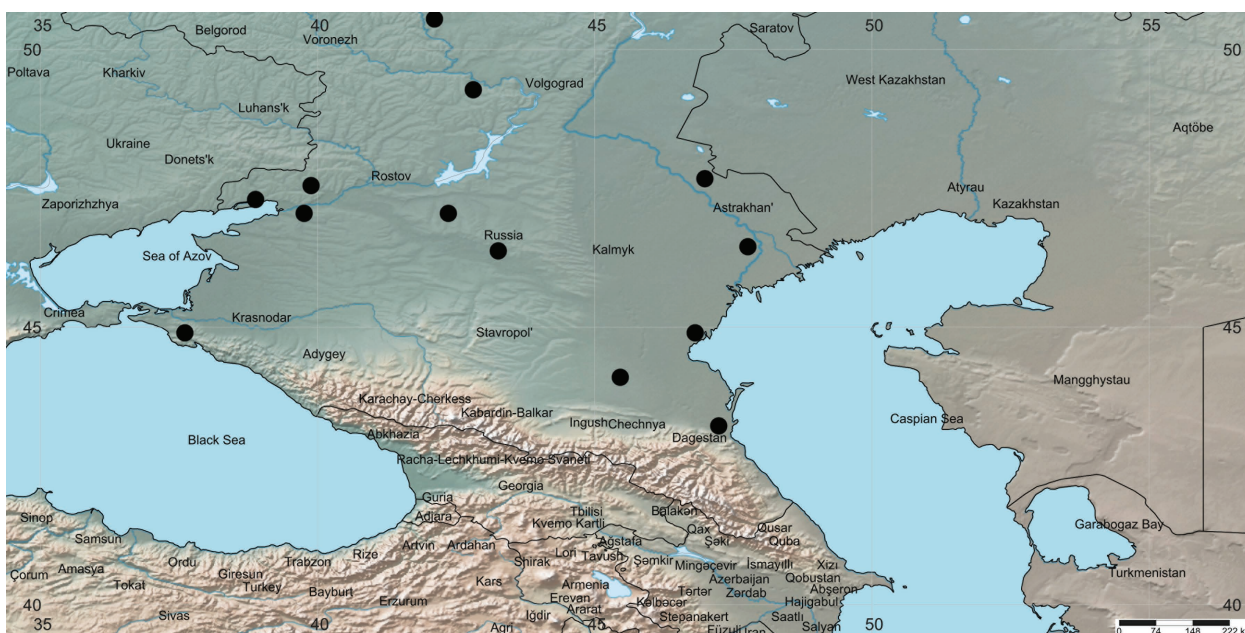 35 40 45 50 55
Belgorod
Voronezh
Saratov
50 50
Poltava
Kharkiv
Volgograd
West Kazakhstan
Luhans'k
Aqtöbe
Ukraine
Donets'k
Rostov
Atyrau
Zaporizhzhya
Astrakhan'
Kazakhstan
Russia
Kalmyk
Sea of Azov
Crimea
Krasnodar
45 45
Stavropol'
Adygey
Mangghystau
Karachay-Cherkess
Kabardin-Balkar
Ingush
Chechnya
Caspian Sea
Black Sea
Abkhazia
Dagestan
Racha-Lechkhumi-Kvemo Svaneti
Georgia
Guria
Sinop
Adjara
Tbilisi
Balakən
Kvemo Kartli
Qax
Qusar
Garabogaz Bay
Samsun
Artvin
Ardahan
Ağstafa
Şəki
Quba
Ordu
Trabzon
Rize
Shirak
Lori
Tavush
Şəmkir
Mingəçevir
İsmayıllı
Xızı
Çorum
Amasya
Tokat
Giresun
Turkey
Bayburt
Kars
Armenia
Azerbaijan
Qobustan
Turkmenistan
Erzurum
Erevan
Kəlbəcər
Tərtər
Zərdab
Abşeron
Hajigabul
40 40
Sivas
Iğdır
Ararat
Stepanakert
Saatlı
35 45 50
Ağrı
Füzuli
Iran
Salyan
0 74 148 222 k